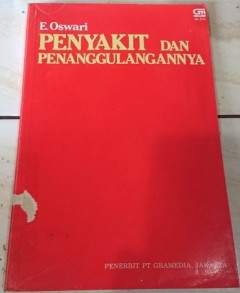 E. Oswari
PENYAKIT DAN
PENANGGULANGANNYA
PENERBIT PT GRAMEDIA, JAKARTA